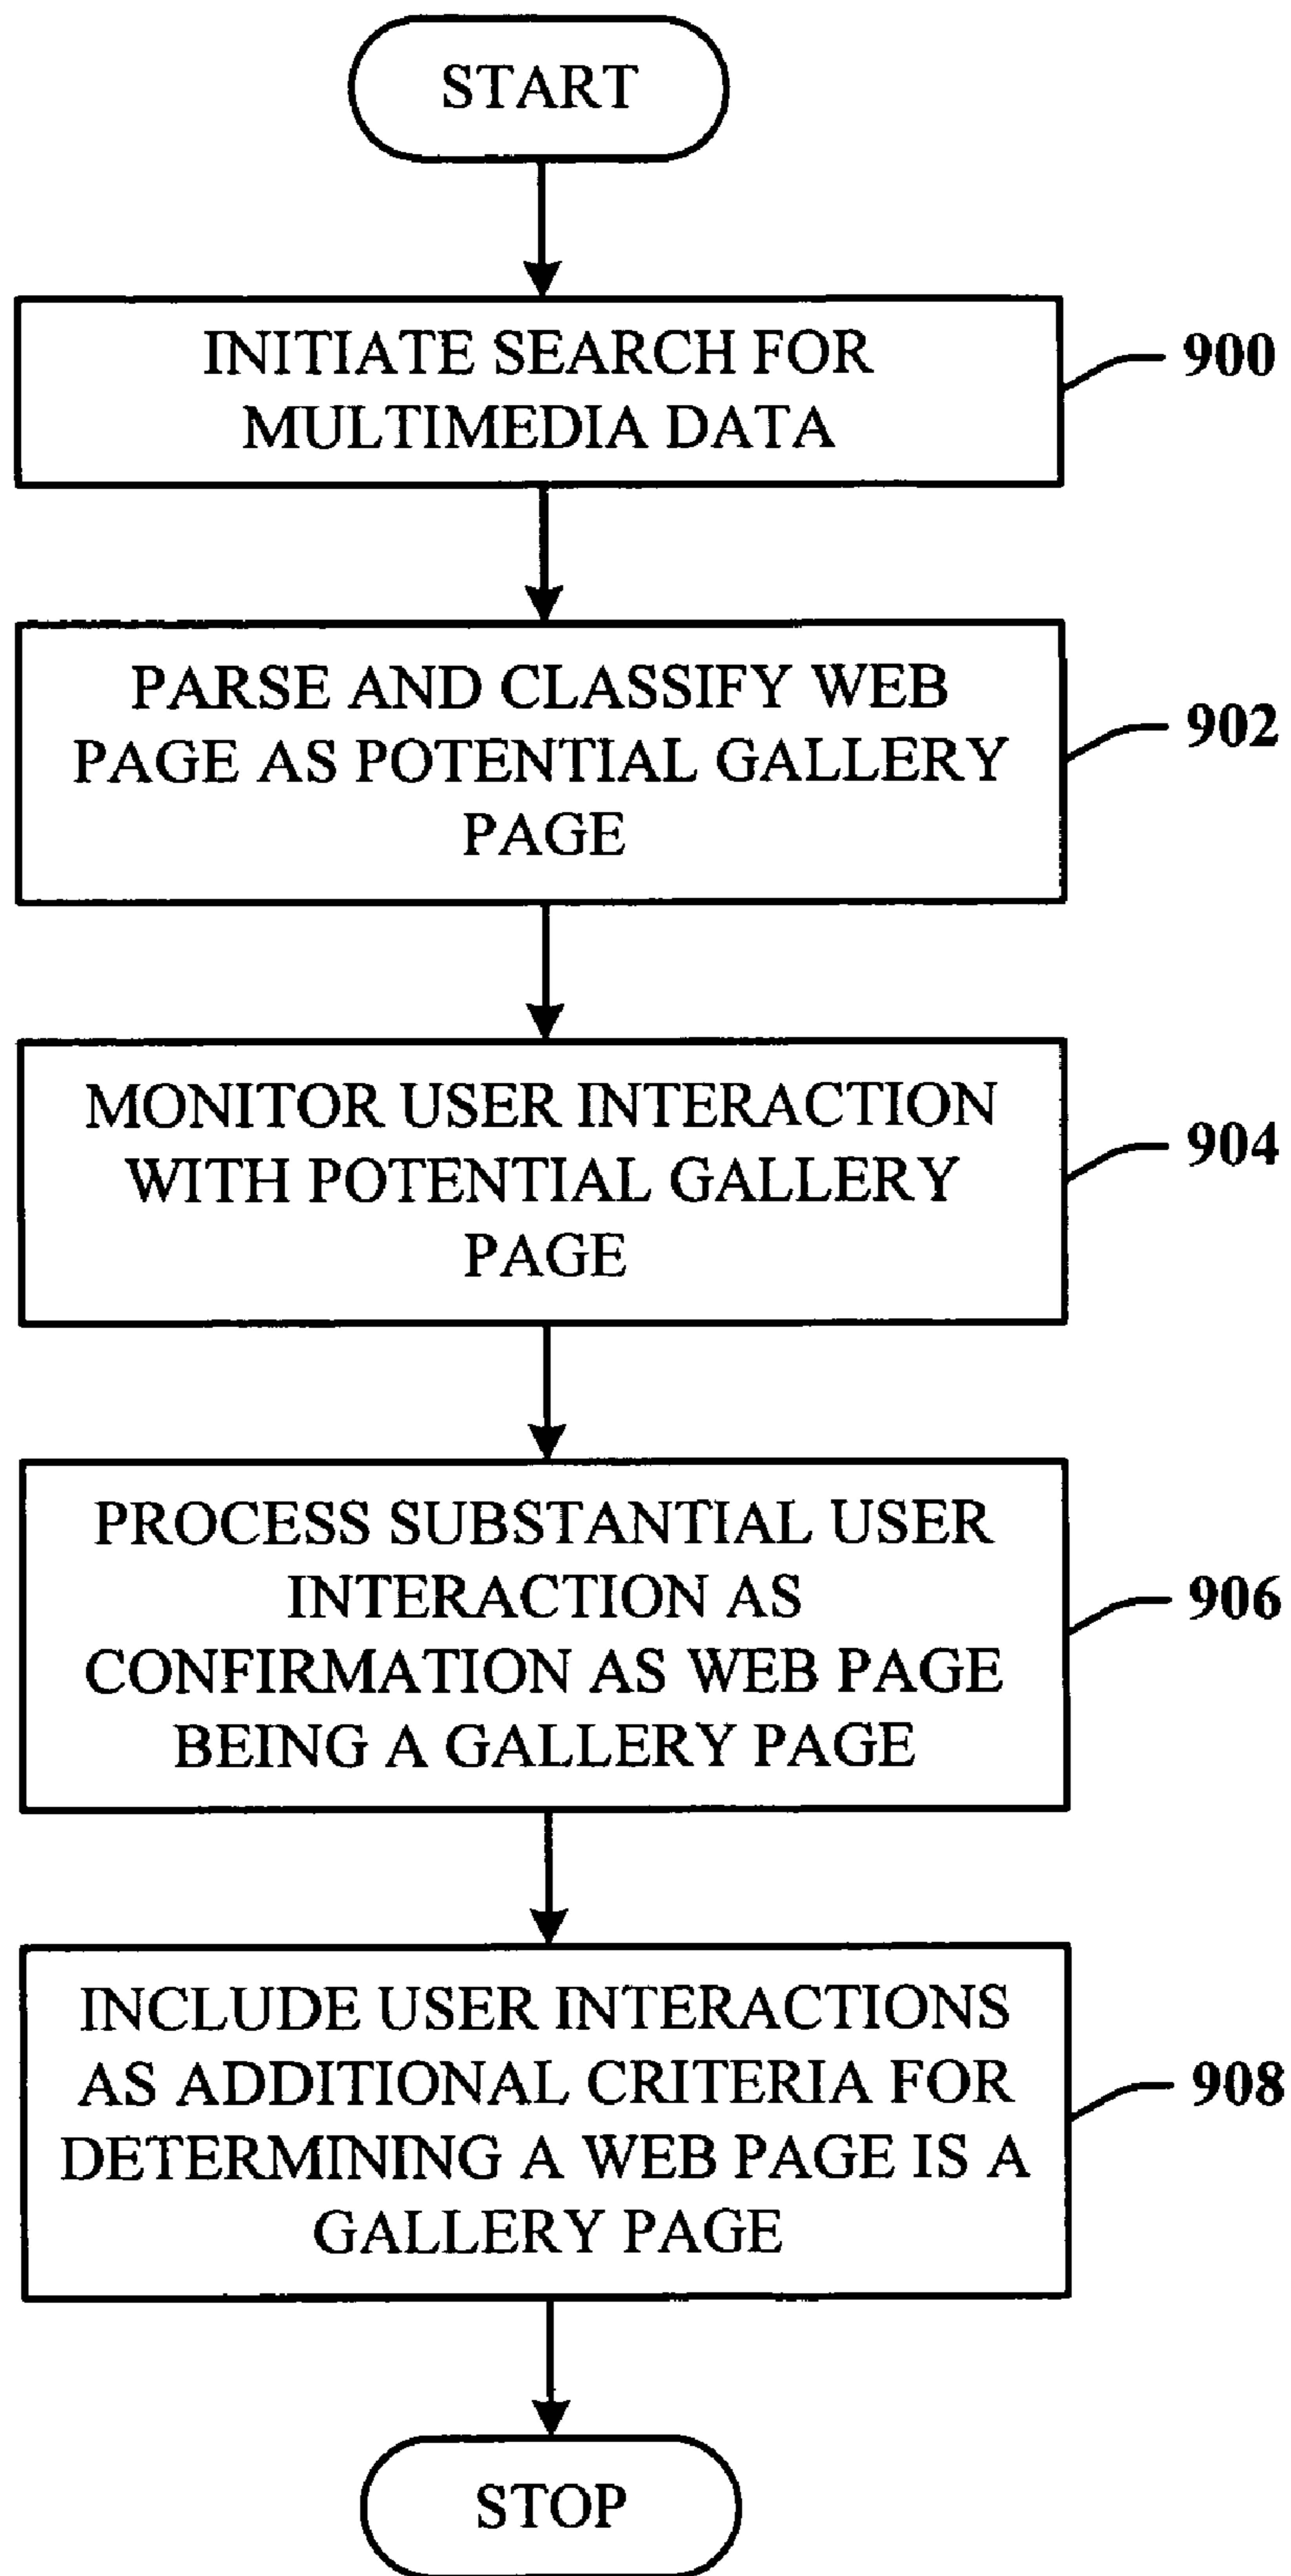 START
INITIATE SEARCH FOR
MULTIMEDIA DATA
900
PARSE AND CLASSIFY WEB
PAGE AS POTENTIAL GALLERY
PAGE
902
MONITOR USER INTERACTION
WITH POTENTIAL GALLERY
PAGE
904
PROCESS SUBSTANTIAL USER
INTERACTION AS
CONFIRMATION AS WEB PAGE
BEING A GALLERY PAGE
906
INCLUDE USER INTERACTIONS
AS ADDITIONAL CRITERIA FOR
DETERMINING A WEB PAGE IS A
GALLERY PAGE
908
STOP